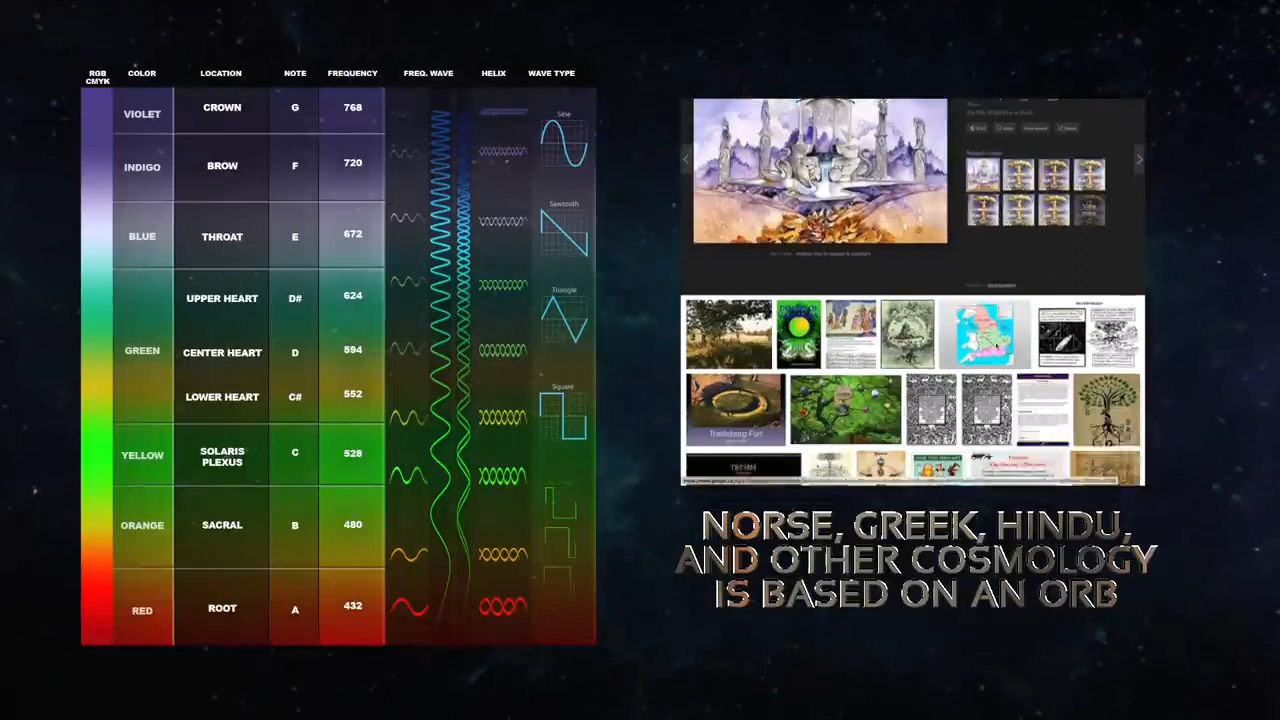 RGB
CMYK
COLOR
LOCATION
NOTE
FREQUENCY
FREQ. WAVE
HELIX
WAVE TYPE
VIOLET
CROWN
G
768
Sine
INDIGO
BROW
F
720
BLUE
THROAT
E
672
Sawtooth
UPPER HEART
D#
624
Triangle
GREEN
CENTER HEART
D
594
LOWER HEART
C#
552
Square
YELLOW
SOLARIS
PLEXUS
C
528
ORANGE
SACRAL
B
480
RED
ROOT
A
432
View
Trelleborg Fort
NORSE, GREEK, HINDU,
AND OTHER COSMOLOGY
IS BASED ON AN ORB